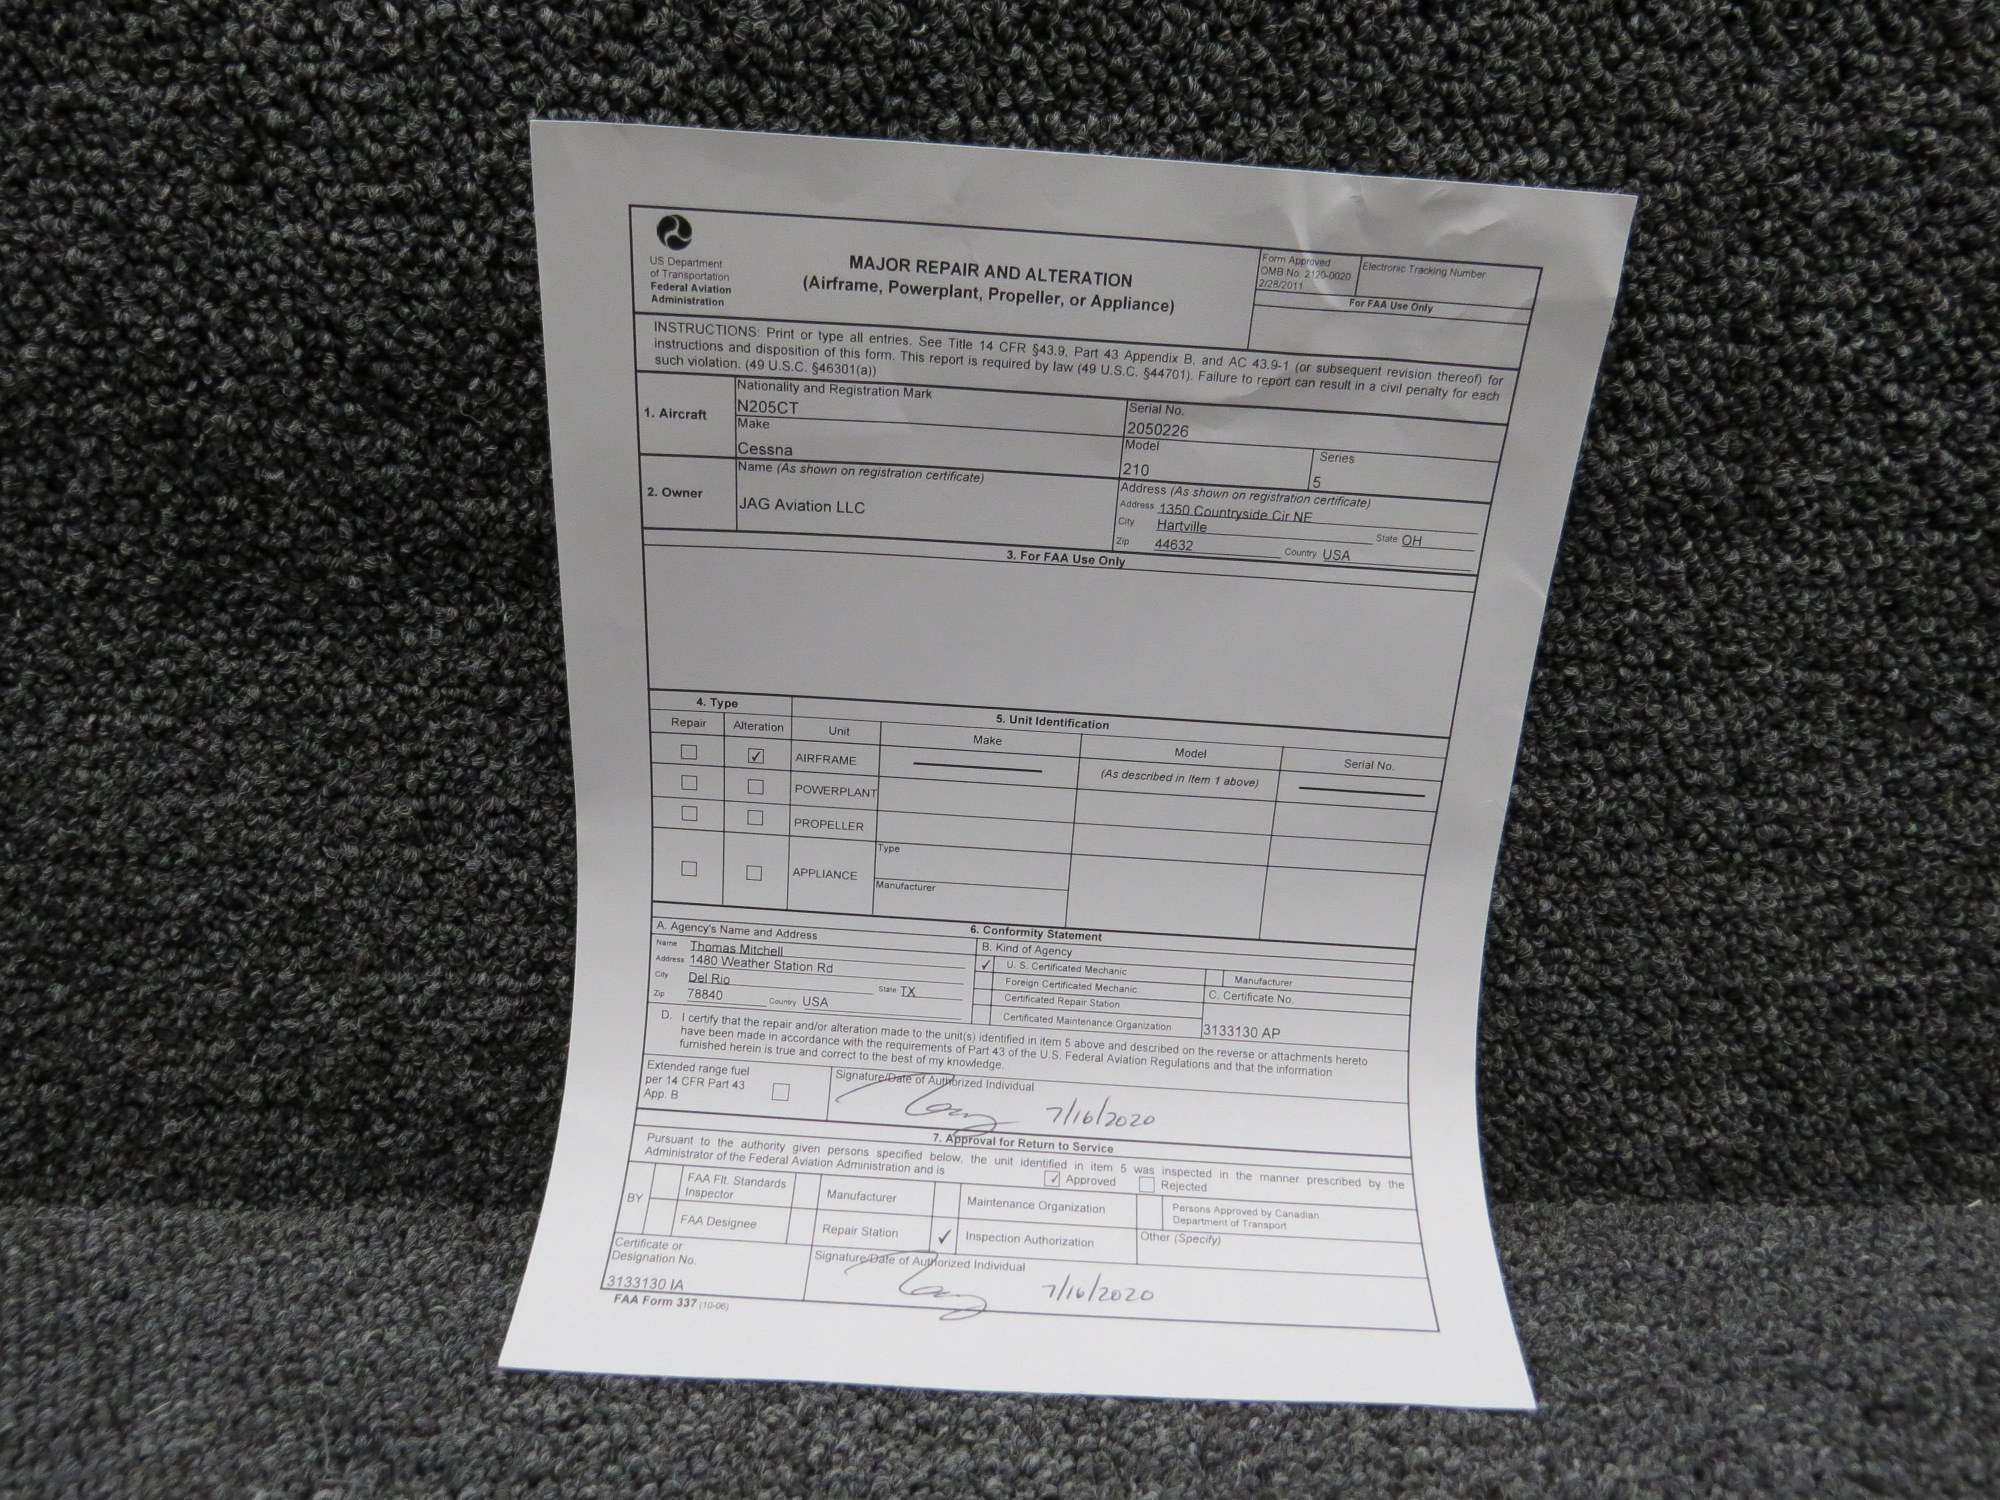 US Department
of Transportation
Federal Aviation
Administration
MAJOR REPAIR AND ALTERATION
(Airframe, Powerplant, Propeller, or Appliance)
Form Approved
OMB No. 2120-0020
2/28/2011
Electronic Tracking Number
For FAA Use Only
INSTRUCTIONS: Print or type all entries. See Title 14 CFR §43.9, Part 43 Appendix B, and AC 43.9-1 (or subsequent revision thereof) for
instructions and disposition of this form. This report is required by law (49 U.S.C. §44701). Failure to report can result in a civil penalty for each
such violation. (49 U.S.C. §46301(a))
1. Aircraft
Nationality and Registration Mark
N205CT
Serial No.
2050226
Make
Cessna
Model
210
Series
5
2. Owner
Name (As shown on registration certificate)
JAG Aviation LLC
Address (As shown on registration certificate)
Address 1350 Countryside Cir NE
City Hartville State OH
Zip 44632 Country USA
3. For FAA Use Only
4. Type
5. Unit Identification
Repair Alteration Unit Make Model Serial No.
✓ AIRFRAME (As described in Item 1 above)
POWERPLANT
PROPELLER
APPLIANCE
Type
Manufacturer
6. Conformity Statement
A. Agency's Name and Address
Name Thomas Mitchell
Address 1480 Weather Station Rd
City Del Rio State TX
Zip 78840 Country USA
B. Kind of Agency
✓ U. S. Certificated Mechanic
Manufacturer
Foreign Certificated Mechanic
C. Certificate No.
Certificated Repair Station
Certificated Maintenance Organization
3133130 AP
D. I certify that the repair and/or alteration made to the unit(s) identified in item 5 above and described on the reverse or attachments hereto
have been made in accordance with the requirements of Part 43 of the U.S. Federal Aviation Regulations and that the information
furnished herein is true and correct to the best of my knowledge.
Extended range fuel
per 14 CFR Part 43
App. B
Signature/Date of Authorized Individual
7/16/2020
7. Approval for Return to Service
Pursuant to the authority given persons specified below, the unit identified in item 5 was inspected in the manner prescribed by the
Administrator of the Federal Aviation Administration and is ✓ Approved Rejected
BY
FAA Flt. Standards
Inspector
Manufacturer
Maintenance Organization
Persons Approved by Canadian
Department of Transport
FAA Designee
Repair Station
✓ Inspection Authorization
Other (Specify)
Certificate or
Designation No.
3133130 IA
Signature/Date of Authorized Individual
7/16/2020
FAA Form 337 (10-06)